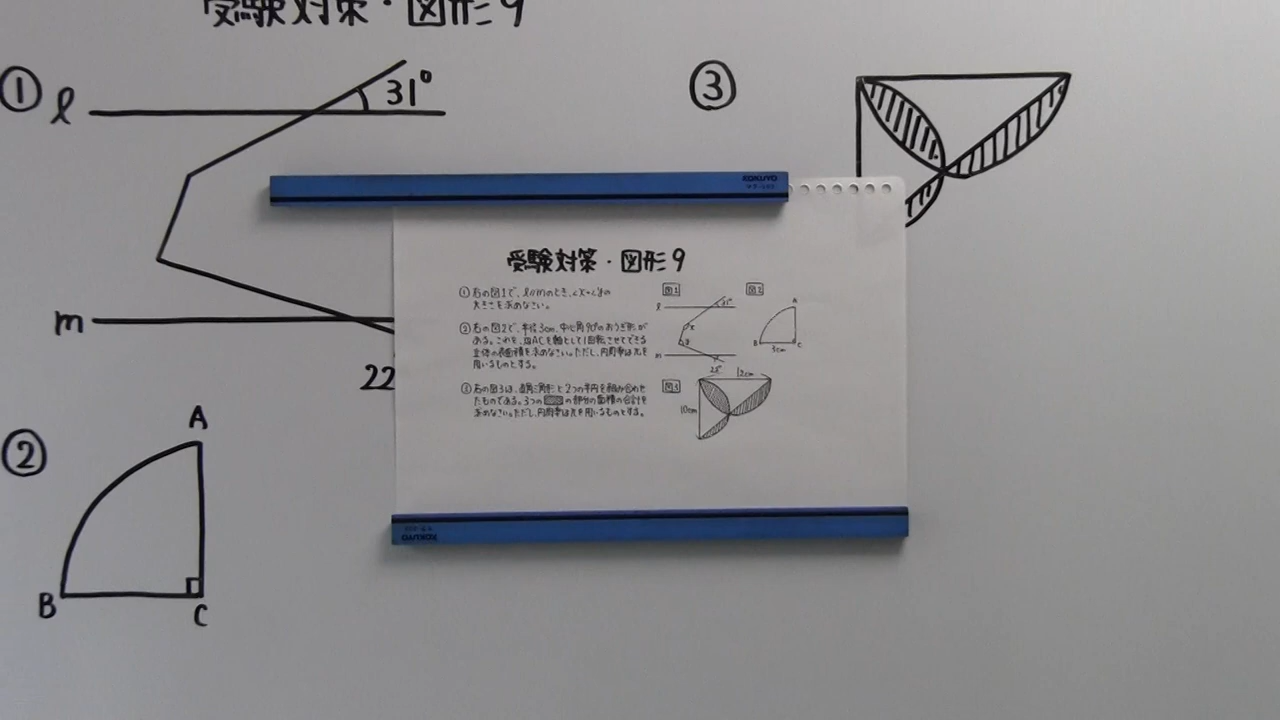 受験対策・図形9
① ℓ 31°
m
22
② A
B C
③
KOKUYO
受験対策・図形9
① 右の図1で、ℓ//mのとき、∠x+∠yの
大きさを求めなさい。
② 右の図2で、半径3cm、中心角90°のおうぎ形が
ある。これを、辺ACを軸として1回転させてできる
立体の表面積を求めなさい。ただし、円周率はπを
用いるものとする。
③ 右の図3は、直角三角形と2つの半円を組み合わせ
たものである。3つの の部分の面積の合計を
求めなさい。ただし、円周率はπを用いるものとする。
図1 図2
ℓ 31° A
x
y
m B C
3cm
図3 12cm
10cm
KOKUYO